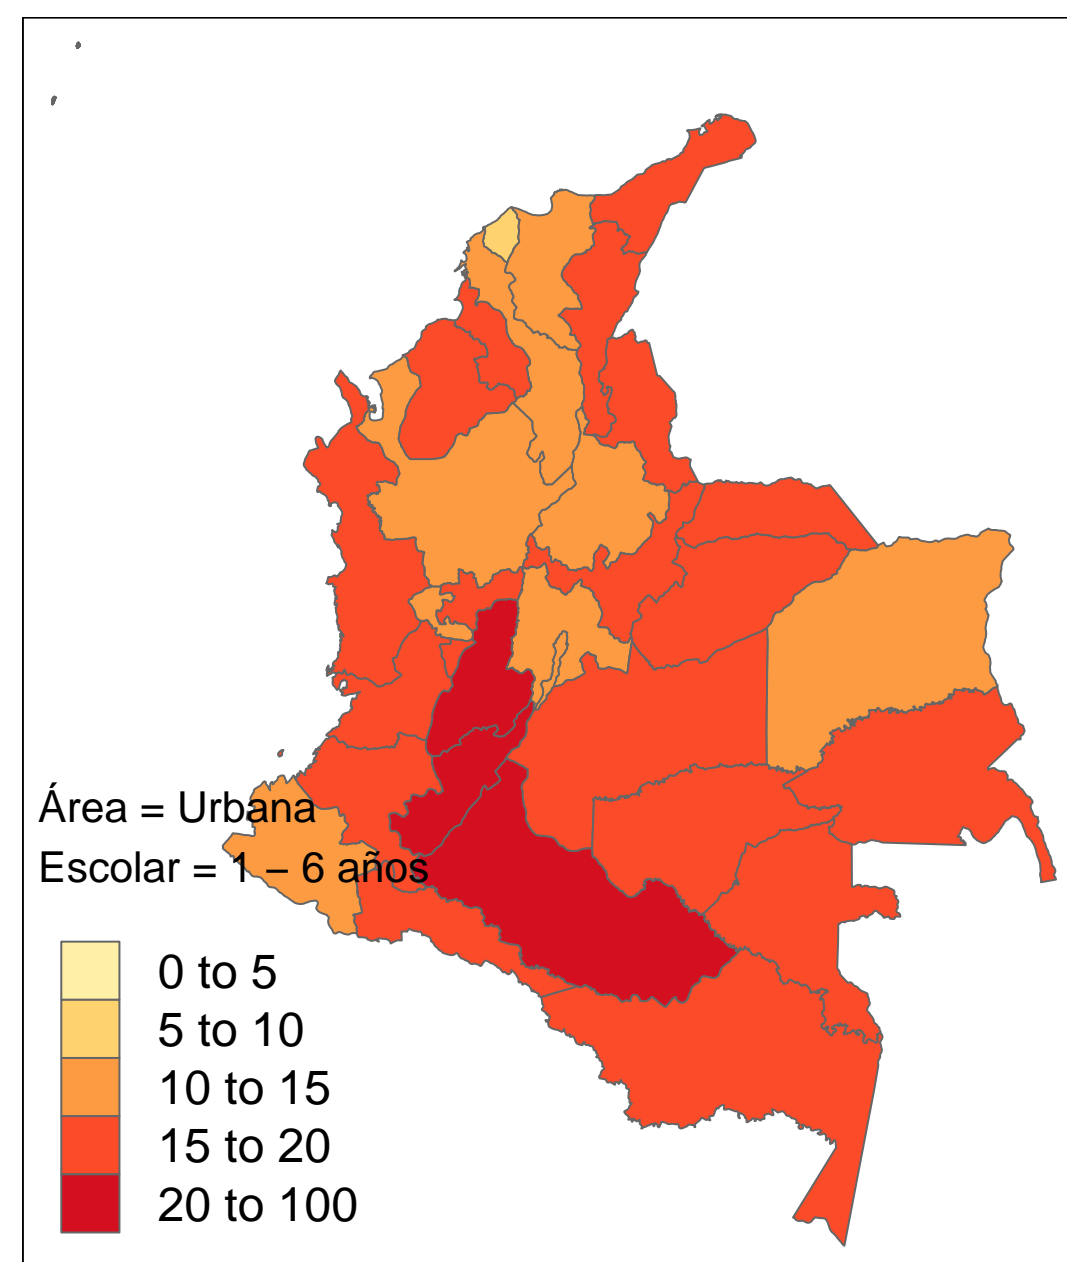 Área = Urbana
Escolar = 1 – 6 años
0 to 5
5 to 10
10 to 15
15 to 20
20 to 100